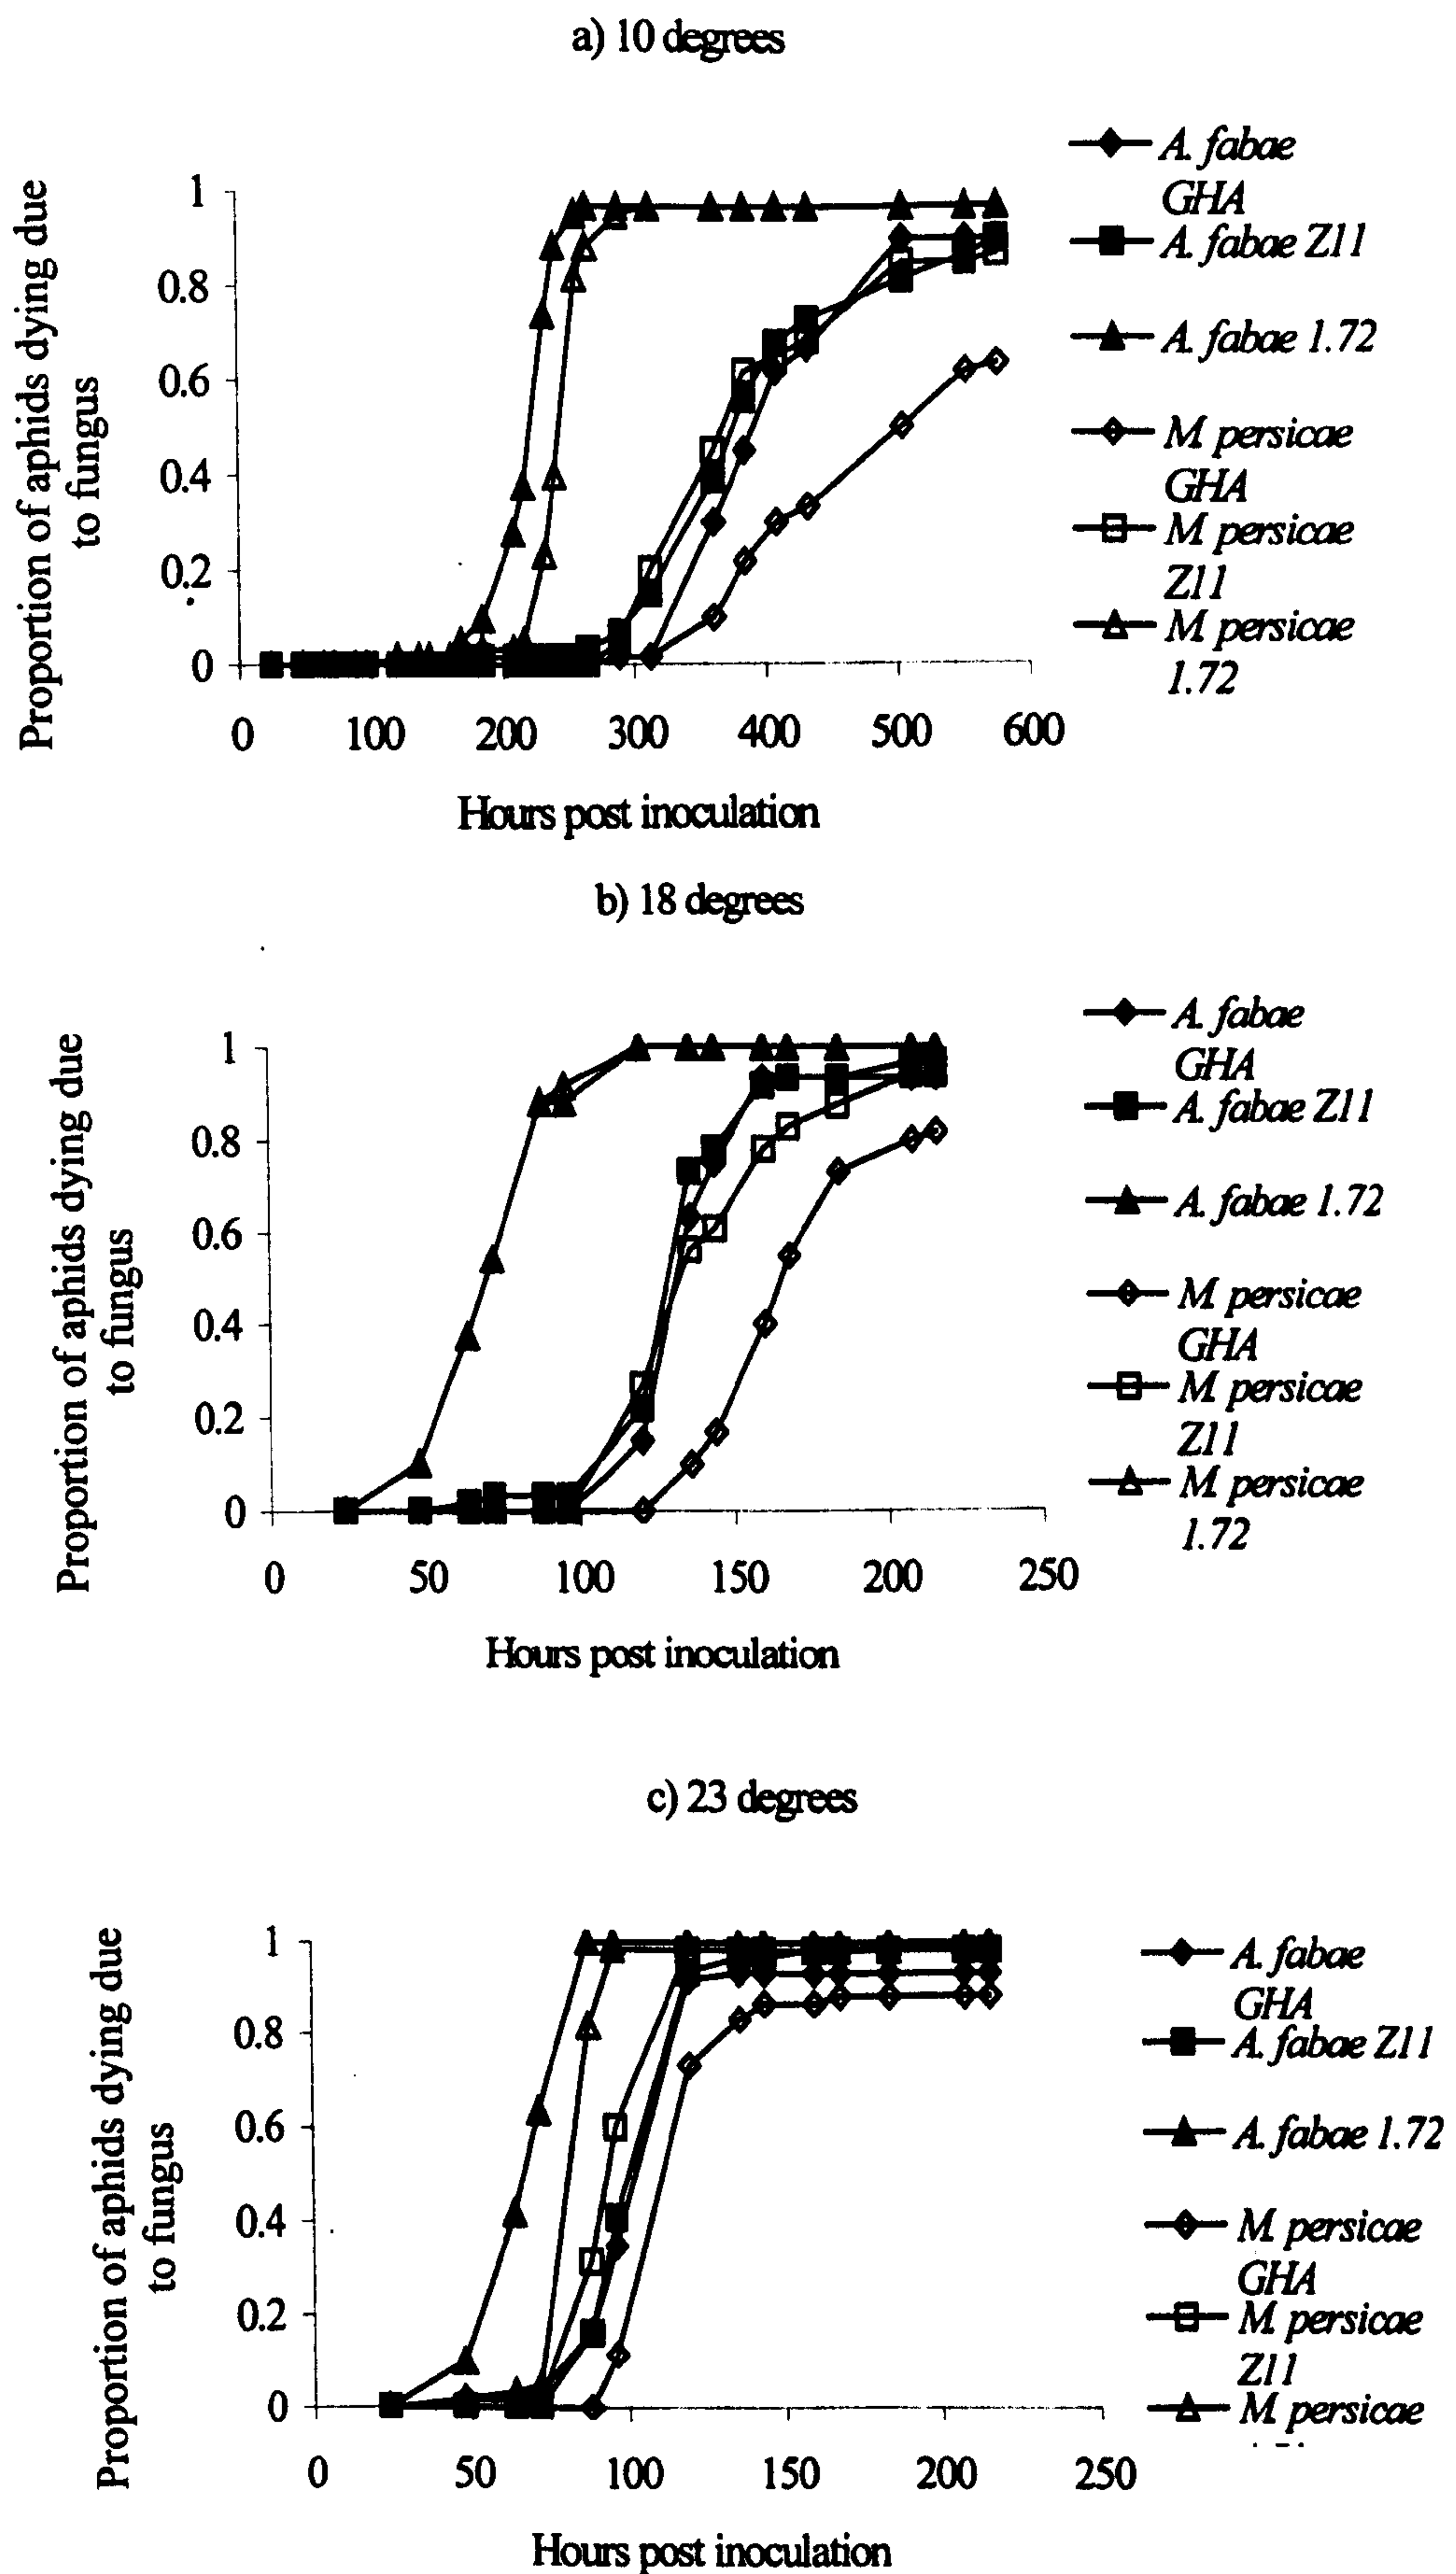 a) 10 degrees
Proportion of aphids dying due
to fungus
1
0.8
0.6
0.4
0.2
0
0 100 200 300 400 500 600
Hours post inoculation
A. fabae
GHA
A. fabae Z11
A. fabae 1.72
M persicae
GHA
M persicae
Z11
M persicae
1.72
b) 18 degrees
Proportion of aphids dying due
to fungus
1
0.8
0.6
0.4
0.2
0
0 50 100 150 200 250
Hours post inoculation
A. fabae
GHA
A. fabae Z11
A. fabae 1.72
M persicae
GHA
M persicae
Z11
M persicae
1.72
c) 23 degrees
Proportion of aphids dying due
to fungus
1
0.8
0.6
0.4
0.2
0
0 50 100 150 200 250
Hours post inoculation
A. fabae
GHA
A. fabae Z11
A. fabae 1.72
M persicae
GHA
M persicae
Z11
M persicae